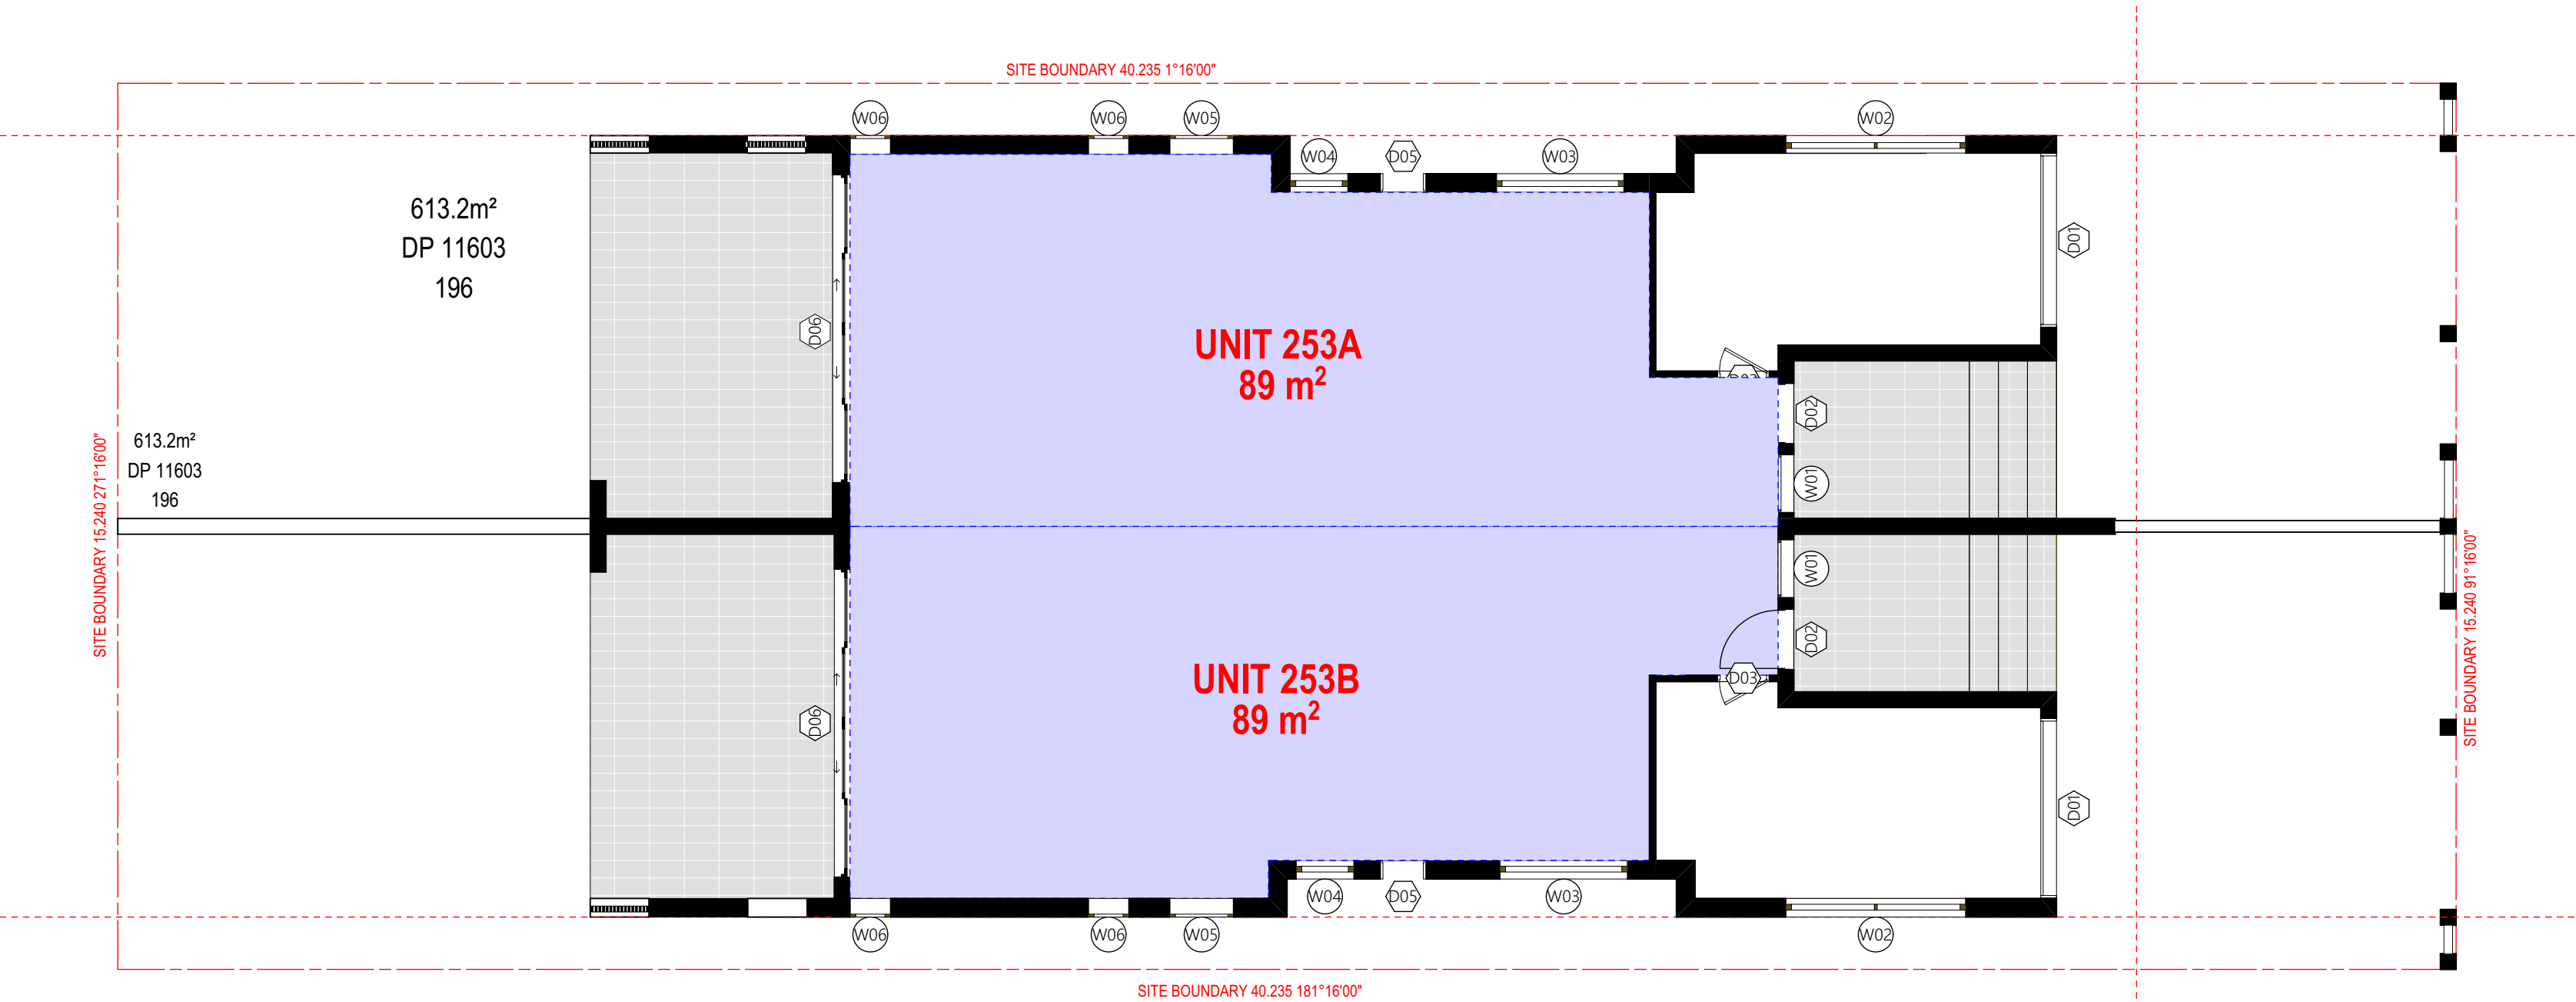 SITE BOUNDARY 40.235 1°16'00"
W06
W06
W05
W02
W04
D05
W03
613.2m²
DP 11603
196
D01
D06
UNIT 253A
89 m²
D02
613.2m²
DP 11603
196
W01
SITE BOUNDARY 15.240 271°16'00"
SITE BOUNDARY 15.240 91°16'00"
W01
D02
UNIT 253B
89 m²
D03
D06
D01
W04
D05
W03
W06
W06
W05
W02
SITE BOUNDARY 40.235 181°16'00"